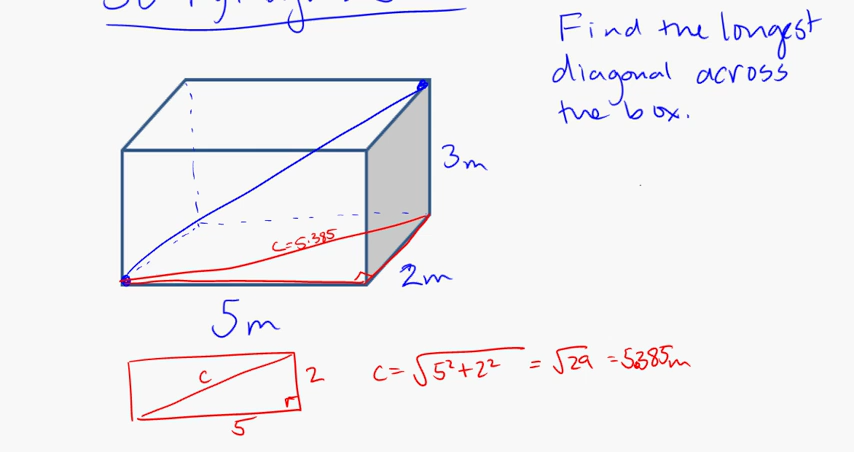 Find the longest
diagonal across
the box.
3m
c=5.385
2m
5m
c
2
5
c=√5²+2² = √29 = 5.385m